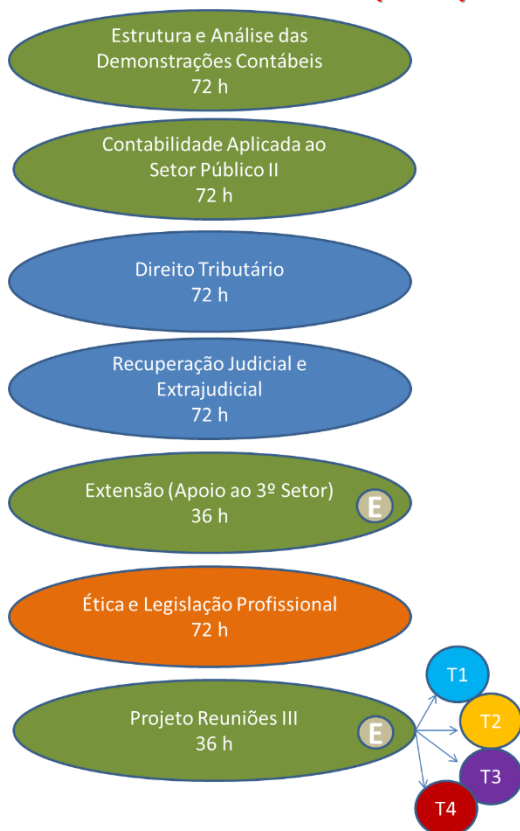 Estrutura e Análise das
Demonstrações Contábeis
72 h
Contabilidade Aplicada ao
Setor Público II
72 h
Direito Tributário
72 h
Recuperação Judicial e
Extrajudicial
72 h
Extensão (Apoio ao 3º Setor)
36 h
E
Ética e Legislação Profissional
72 h
Projeto Reuniões III
36 h
E
T1
T2
T3
T4